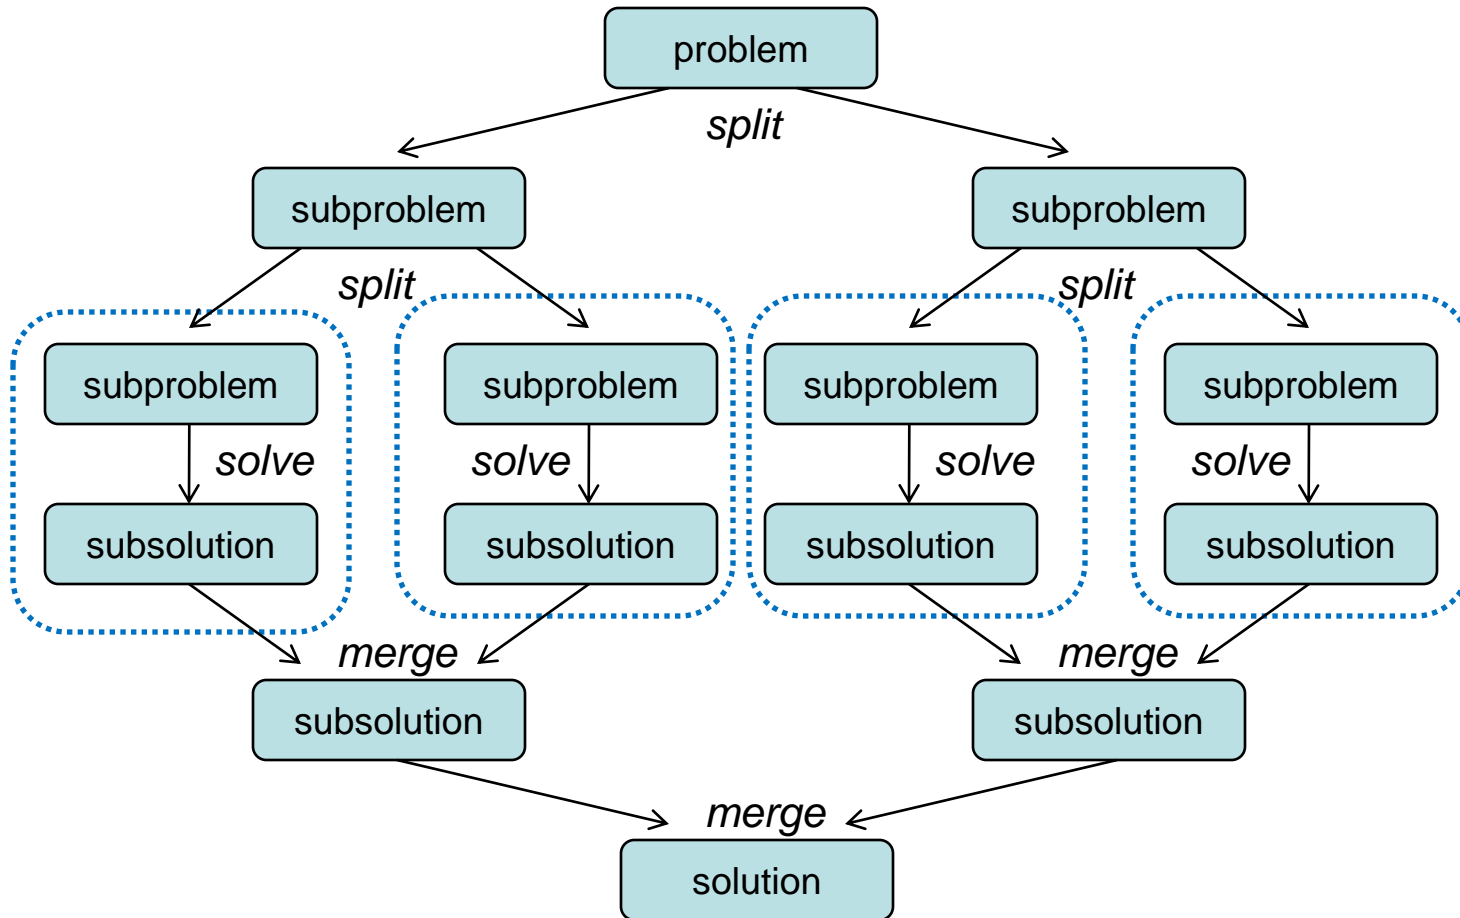 problem
split
subproblem subproblem
split split
subproblem subproblem subproblem subproblem
solve solve solve solve
subsolution subsolution subsolution subsolution
merge merge
subsolution subsolution
merge
solution